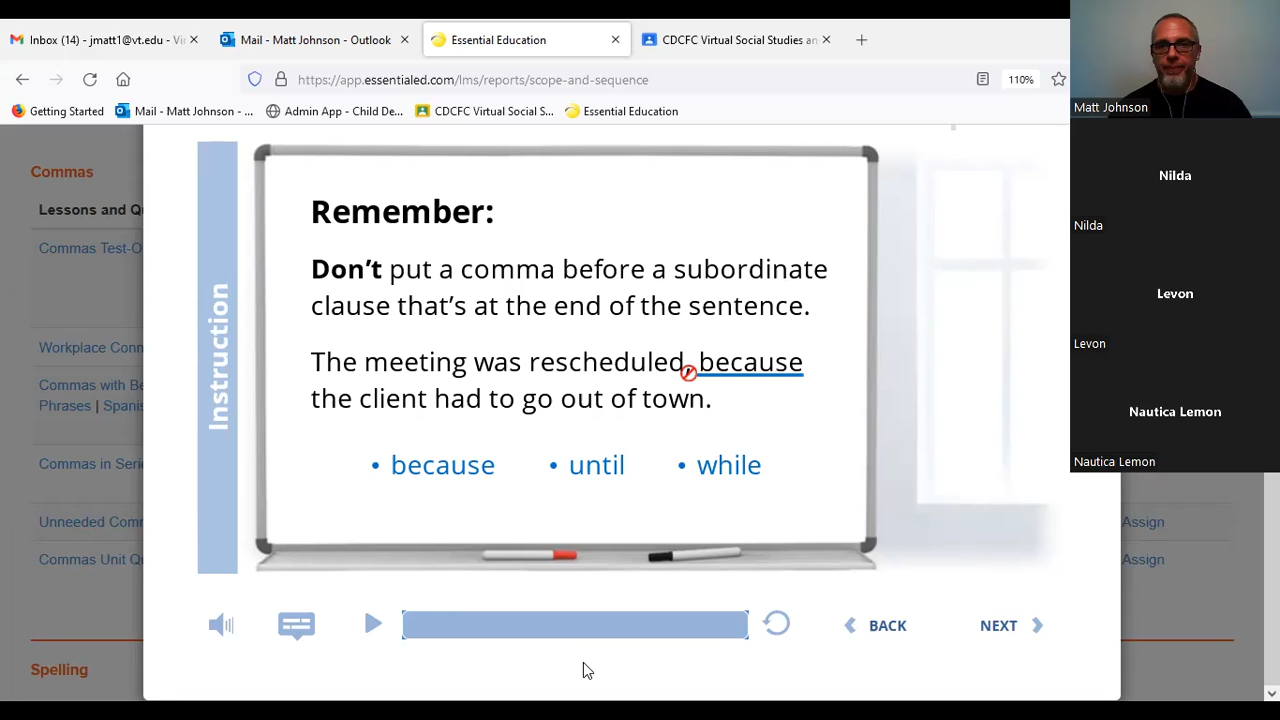 Inbox (14) - jmatt1@vt.edu - Vi
Mail - Matt Johnson - Outlook
Essential Education
CDCFC Virtual Social Studies an
https://app.essentialed.com/lms/reports/scope-and-sequence
110%
Getting Started
Mail - Matt Johnson - ...
Admin App - Child De...
CDCFC Virtual Social S...
Essential Education
Matt Johnson
Nilda
Nilda
Levon
Levon
Nautica Lemon
Nautica Lemon
Commas
Lessons and Q
Commas Test-O
Workplace Conn
Commas with Be
Phrases | Spanis
Commas in Serie
Unneeded Comm
Assign
Commas Unit Qu
Assign
Spelling
Instruction
Remember:
Don't put a comma before a subordinate
clause that's at the end of the sentence.
The meeting was rescheduled, because
the client had to go out of town.
• because • until • while
BACK
NEXT